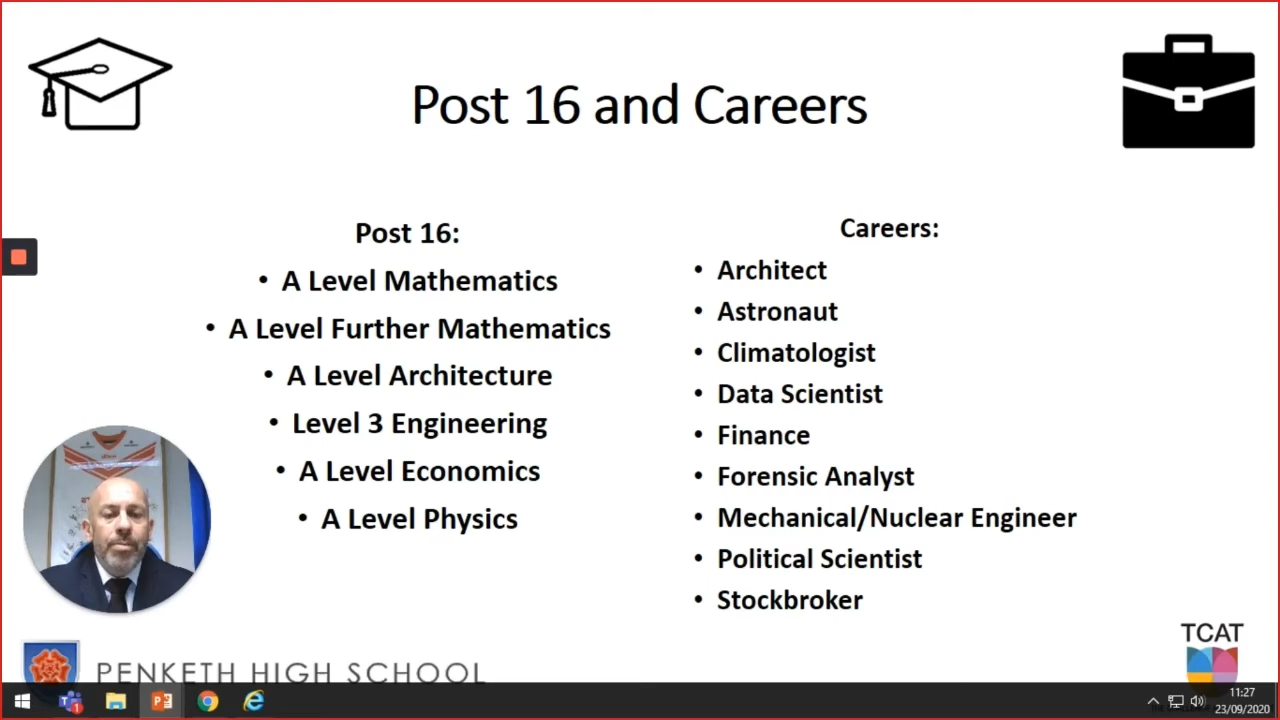 Post 16 and Careers
Post 16:
• A Level Mathematics
• A Level Further Mathematics
• A Level Architecture
• Level 3 Engineering
• A Level Economics
• A Level Physics
Careers:
• Architect
• Astronaut
• Climatologist
• Data Scientist
• Finance
• Forensic Analyst
• Mechanical/Nuclear Engineer
• Political Scientist
• Stockbroker
PENKETH HIGH SCHOOL
TCAT
1
11:27
23/09/2020